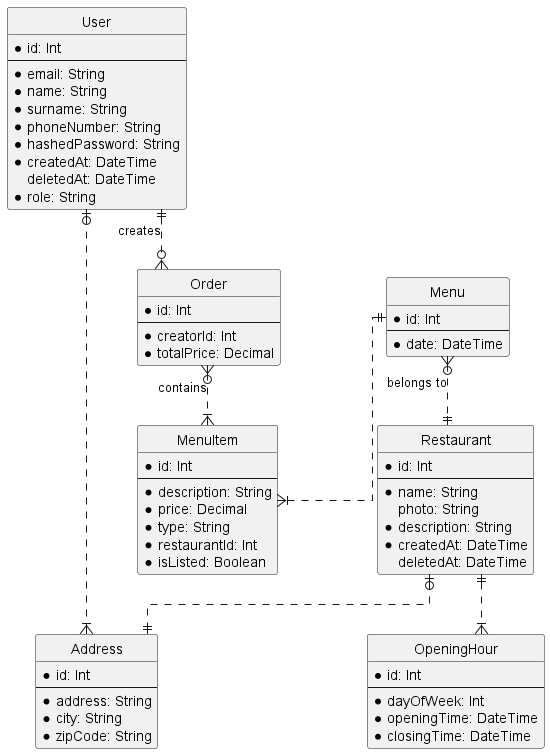 User
id: Int
email: String
name: String
surname: String
phoneNumber: String
hashedPassword: String
createdAt: DateTime
deletedAt: DateTime
role: String
creates
Order
id: Int
creatorId: Int
totalPrice: Decimal
Menu
id: Int
date: DateTime
contains
belongs to
MenuItem
id: Int
description: String
price: Decimal
type: String
restaurantId: Int
isListed: Boolean
Restaurant
id: Int
name: String
photo: String
description: String
createdAt: DateTime
deletedAt: DateTime
Address
id: Int
address: String
city: String
zipCode: String
OpeningHour
id: Int
dayOfWeek: Int
openingTime: DateTime
closingTime: DateTime